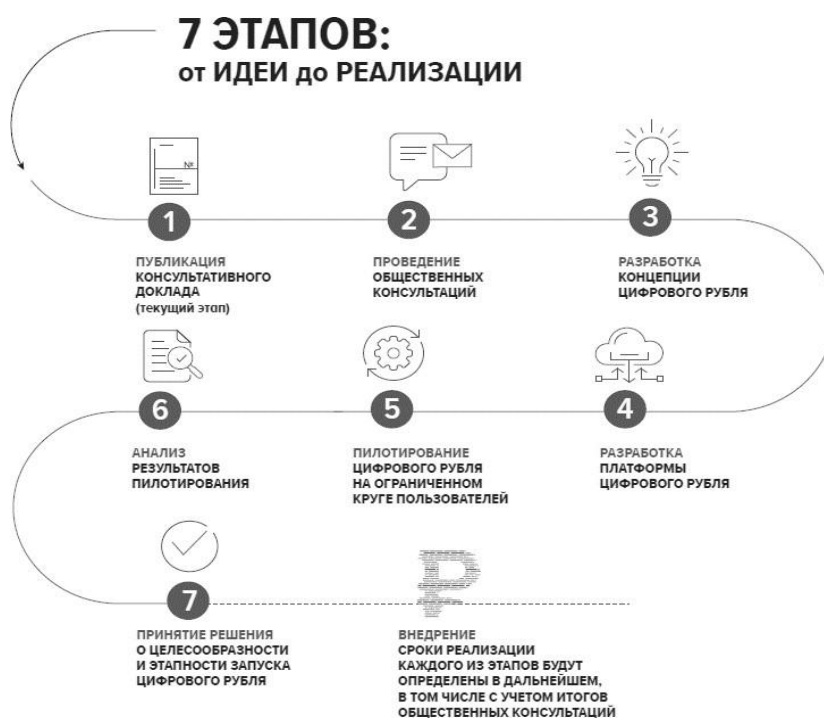 7 ЭТАПОВ:
от ИДЕИ до РЕАЛИЗАЦИИ
№
1
ПУБЛИКАЦИЯ
КОНСУЛЬТАТИВНОГО
ДОКЛАДА
(текущий этап)
2
ПРОВЕДЕНИЕ
ОБЩЕСТВЕННЫХ
КОНСУЛЬТАЦИЙ
3
РАЗРАБОТКА
КОНЦЕПЦИИ
ЦИФРОВОГО РУБЛЯ
4
РАЗРАБОТКА
ПЛАТФОРМЫ
ЦИФРОВОГО РУБЛЯ
5
ПИЛОТИРОВАНИЕ
ЦИФРОВОГО РУБЛЯ
НА ОГРАНИЧЕННОМ
КРУГЕ ПОЛЬЗОВАТЕЛЕЙ
6
АНАЛИЗ
РЕЗУЛЬТАТОВ
ПИЛОТИРОВАНИЯ
7
ПРИНЯТИЕ РЕШЕНИЯ
О ЦЕЛЕСООБРАЗНОСТИ
И ЭТАПНОСТИ ЗАПУСКА
ЦИФРОВОГО РУБЛЯ
ВНЕДРЕНИЕ
СРОКИ РЕАЛИЗАЦИИ
КАЖДОГО ИЗ ЭТАПОВ БУДУТ
ОПРЕДЕЛЕНЫ В ДАЛЬНЕЙШЕМ,
В ТОМ ЧИСЛЕ С УЧЕТОМ ИТОГОВ
ОБЩЕСТВЕННЫХ КОНСУЛЬТАЦИЙ